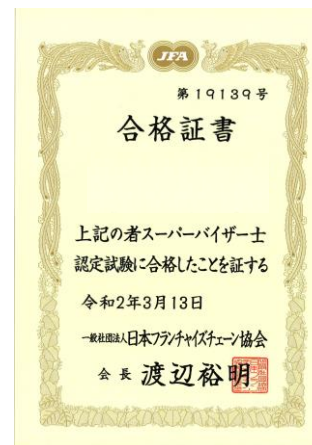 JFA
第19139号
合格証書
上記の者スーパーバイザー士
認定試験に合格したことを証する
令和2年3月13日
一般社団法人日本フランチャイズチェーン協会
会長 渡辺裕明